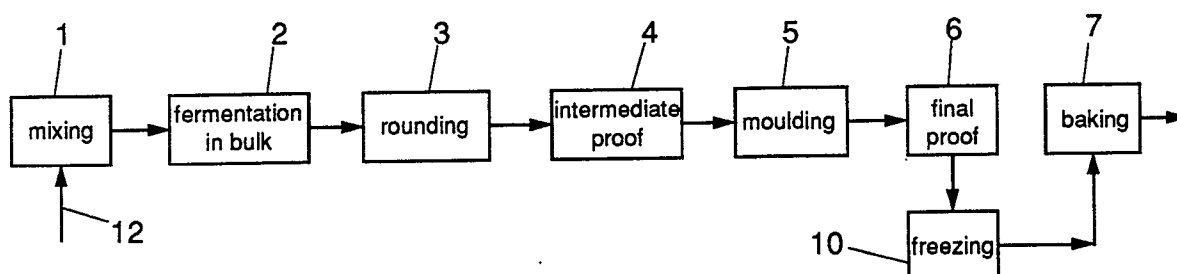 1
2
3
4
5
6
7
mixing
fermentation
in bulk
rounding
intermediate
proof
moulding
final
proof
baking
12
10
freezing